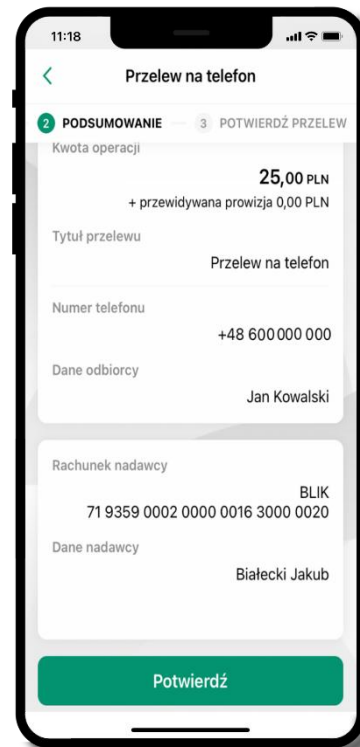 11:18
Przelew na telefon
2 PODSUMOWANIE 3 POTWIERDŹ PRZELEW
Kwota operacji
25,00 PLN
+ przewidywana prowizja 0,00 PLN
Tytuł przelewu
Przelew na telefon
Numer telefonu
+48 600 000 000
Dane odbiorcy
Jan Kowalski
Rachunek nadawcy
BLIK
71 9359 0002 0000 0016 3000 0020
Dane nadawcy
Białecki Jakub
Potwierdź